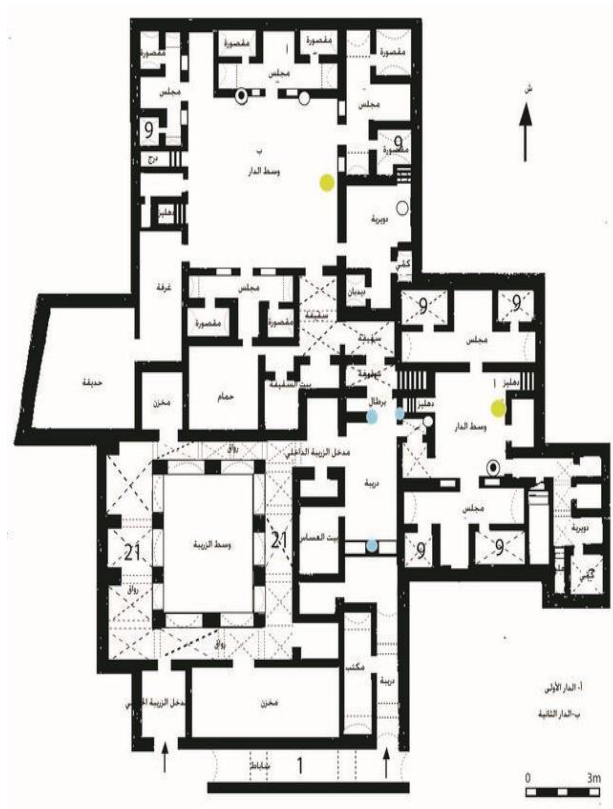 مقصورة
مقصورة
مقصورة
أ
مقصورة
مجلس
ش
مجلس
مجلس
9
9
مقصورة
درج
ب
وسط الدار
دهليز
دويرية
كنيف
ديدبان
غرفة
مجلس
سقيفة
مقصورة
مقصورة
سقيفة
9
9
مجلس
حديقة
مخزن
حمام
بيت السقيفة
برطال
دهليز
دهليز
أ
وسط الدار
رواق
مدخل الزريبة الداخلي
دريبة
مجلس
21
وسط الزريبة
21
بيت العساس
دويرية
رواق
9
9
رواق
مكتب
دريبة
مدخل الزريبة
مخزن
أ- الدار الأولى
ب-الدار الثانية
ساباط
1
0 3m